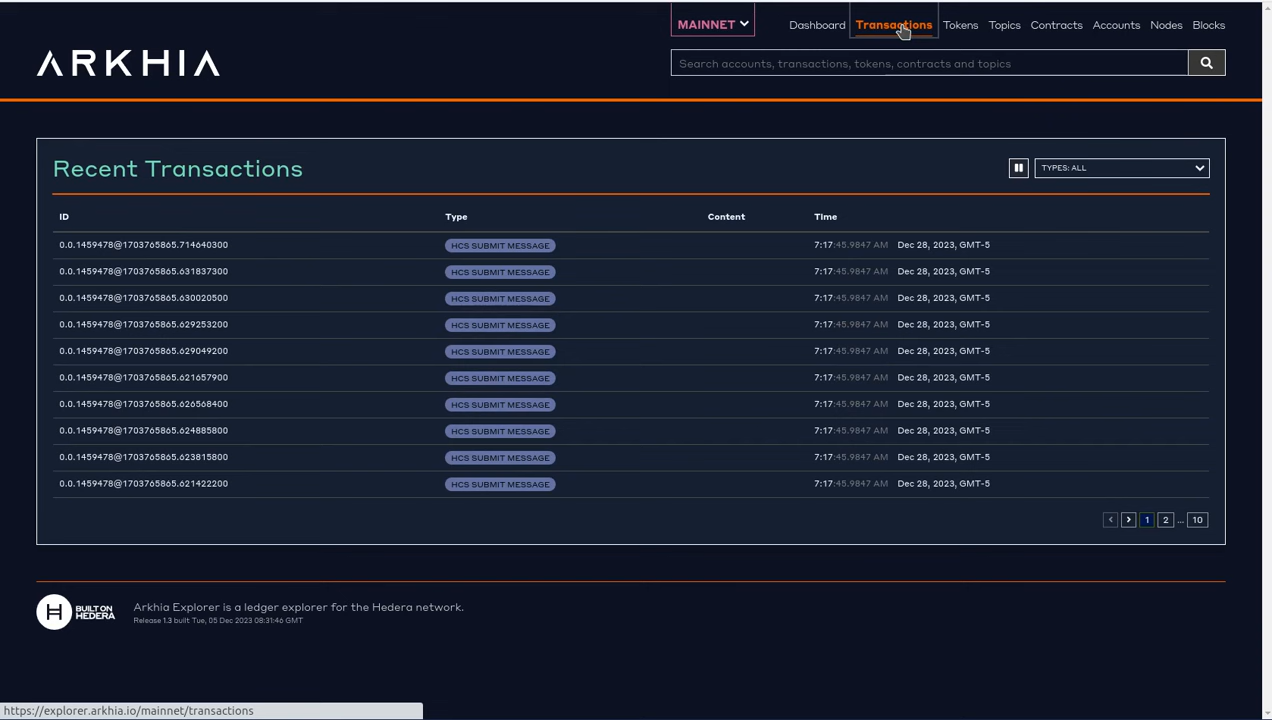 MAINNET
Dashboard Transactions Tokens Topics Contracts Accounts Nodes Blocks
ARKHIA
Search accounts, transactions, tokens, contracts and topics
Recent Transactions
TYPES: ALL
ID Type Content Time
0.0.1459478@1703765865.714640300 HCS SUBMIT MESSAGE 7:17:45.9847 AM Dec 28, 2023, GMT-5
0.0.1459478@1703765865.631837300 HCS SUBMIT MESSAGE 7:17:45.9847 AM Dec 28, 2023, GMT-5
0.0.1459478@1703765865.630020500 HCS SUBMIT MESSAGE 7:17:45.9847 AM Dec 28, 2023, GMT-5
0.0.1459478@1703765865.629253200 HCS SUBMIT MESSAGE 7:17:45.9847 AM Dec 28, 2023, GMT-5
0.0.1459478@1703765865.629049200 HCS SUBMIT MESSAGE 7:17:45.9847 AM Dec 28, 2023, GMT-5
0.0.1459478@1703765865.621657900 HCS SUBMIT MESSAGE 7:17:45.9847 AM Dec 28, 2023, GMT-5
0.0.1459478@1703765865.626568400 HCS SUBMIT MESSAGE 7:17:45.9847 AM Dec 28, 2023, GMT-5
0.0.1459478@1703765865.624885800 HCS SUBMIT MESSAGE 7:17:45.9847 AM Dec 28, 2023, GMT-5
0.0.1459478@1703765865.623815800 HCS SUBMIT MESSAGE 7:17:45.9847 AM Dec 28, 2023, GMT-5
0.0.1459478@1703765865.621422200 HCS SUBMIT MESSAGE 7:17:45.9847 AM Dec 28, 2023, GMT-5
1 2 ... 10
H BUILT ON
HEDERA
Arkhia Explorer is a ledger explorer for the Hedera network.
Release 1.3 built Tue, 05 Dec 2023 08:31:46 GMT
https://explorer.arkhia.io/mainnet/transactions